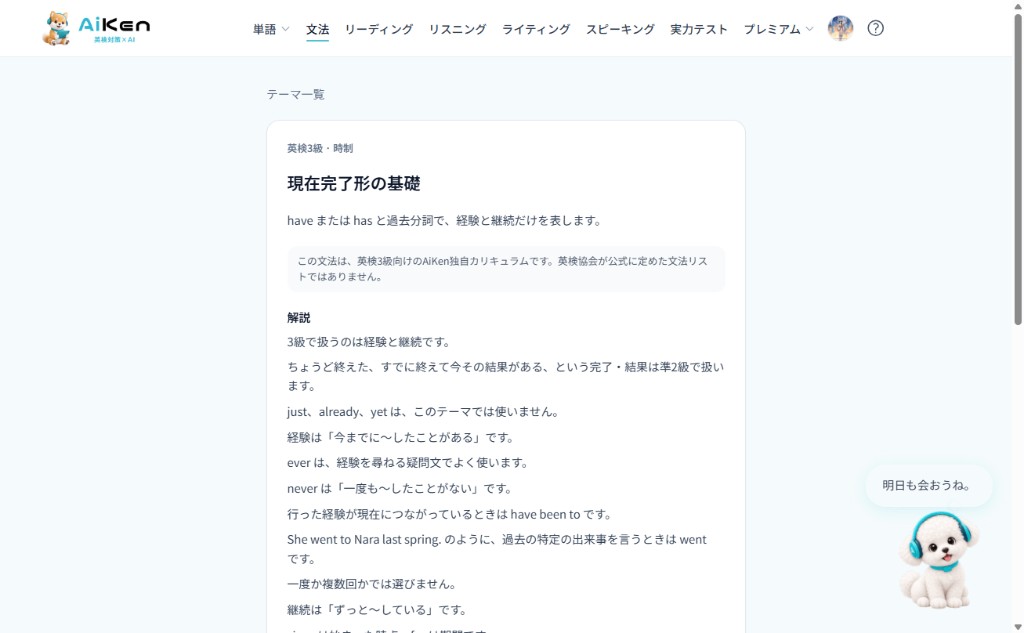 AiKen
英検対策×AI
単語
文法
リーディング
リスニング
ライティング
スピーキング
実力テスト
プレミアム
テーマ一覧
英検3級・時制
現在完了形の基礎
have または has と過去分詞で、経験と継続だけを表します。
この文法は、英検3級向けのAiKen独自カリキュラムです。英検協会が公式に定めた文法リス
トではありません。
解説
3級で扱うのは経験と継続です。
ちょうど終えた、すでに終えて今その結果がある、という完了・結果は準2級で扱い
ます。
just、already、yet は、このテーマでは使いません。
経験は「今までに〜したことがある」です。
ever は、経験を尋ねる疑問文でよく使います。
never は「一度も〜したことがない」です。
行った経験が現在につながっているときは have been to です。
She went to Nara last spring. のように、過去の特定の出来事を言うときは went
です。
一度か複数回かでは選びません。
継続は「ずっと〜している」です。
明日も会おうね。